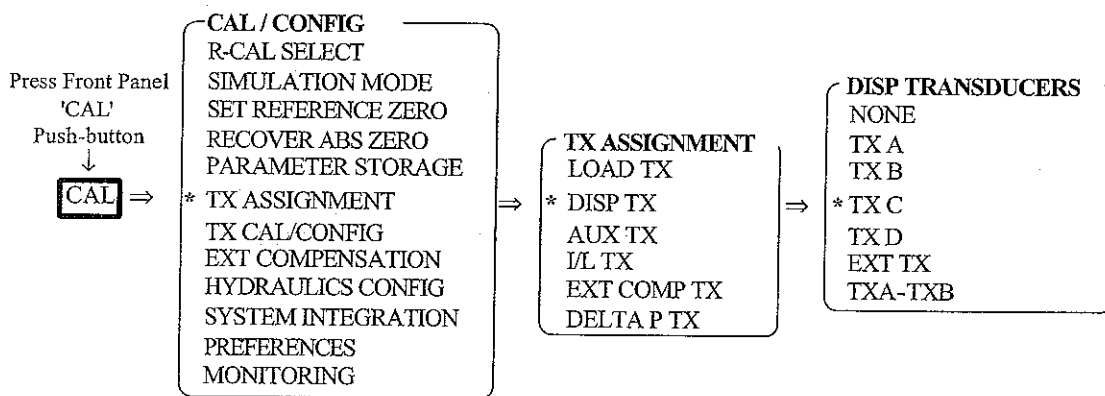 Press Front Panel
'CAL'
Push-button
↓
CAL ⇒
CAL / CONFIG
R-CAL SELECT
SIMULATION MODE
SET REFERENCE ZERO
RECOVER ABS ZERO
PARAMETER STORAGE
* TX ASSIGNMENT
TX CAL/CONFIG
EXT COMPENSATION
HYDRAULICS CONFIG
SYSTEM INTEGRATION
PREFERENCES
MONITORING
⇒
TX ASSIGNMENT
LOAD TX
* DISP TX
AUX TX
I/L TX
EXT COMP TX
DELTA P TX
⇒
DISP TRANSDUCERS
NONE
TX A
TX B
* TX C
TX D
EXT TX
TXA-TXB